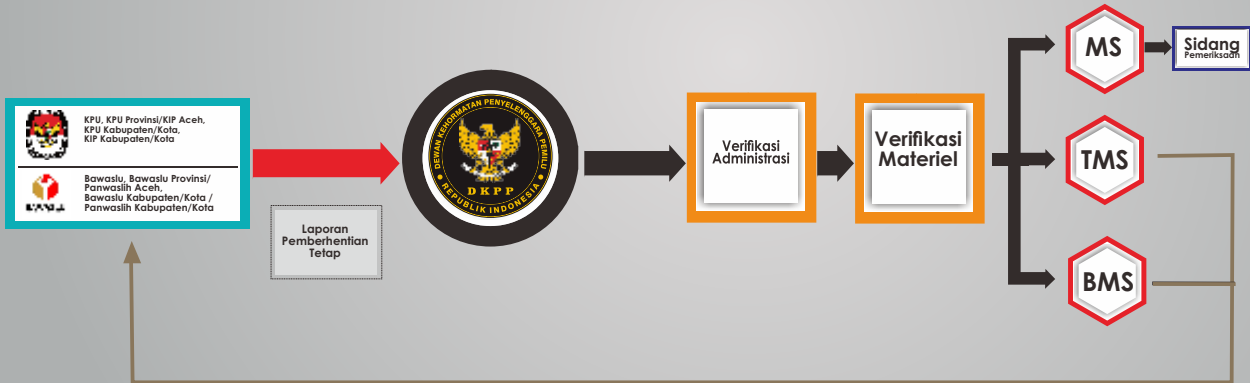 KPU, KPU Provinsi/KIP Aceh,
KPU Kabupaten/Kota,
KIP Kabupaten/Kota
Bawaslu, Bawaslu Provinsi/
Panwaslih Aceh,
Bawaslu Kabupaten/Kota /
Panwaslih Kabupaten/Kota
Laporan
Pemberhentian
Tetap
DEWAN KEHORMATAN PENYELENGGARA PEMILU
DKPP
REPUBLIK INDONESIA
Verifikasi
Administrasi
Verifikasi
Materiel
MS
Sidang
Pemeriksaan
TMS
BMS